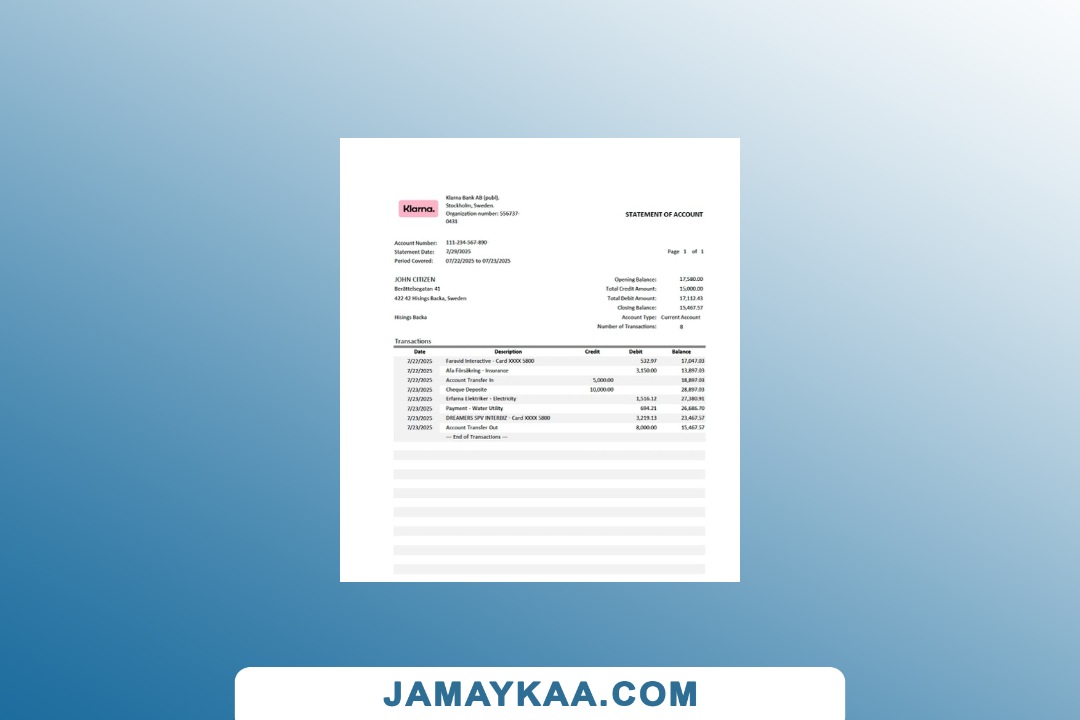 Klarna.
Klarna Bank AB (publ).
Stockholm, Sweden.
Organization number: 556737-
0431
STATEMENT OF ACCOUNT
Account Number: 111-234-567-890
Statement Date: 7/29/2025
Page 1 of 1
Period Covered: 07/22/2025 to 07/23/2025
JOHN CITIZEN
Opening Balance: 17,580.00
Berättelsegatan 41
Total Credit Amount: 15,000.00
422 42 Hisings Backa, Sweden
Total Debit Amount: 17,112.43
Closing Balance: 15,467.57
Hisings Backa
Account Type: Current Account
Number of Transactions: 8
Transactions
Date Description Credit Debit Balance
7/22/2025 Faravid Interactive - Card XXXX 5800 532.97 17,047.03
7/22/2025 Alfa Försäkring - Insurance 3,150.00 13,897.03
7/22/2025 Account Transfer In 5,000.00 18,897.03
7/23/2025 Cheque Deposite 10,000.00 28,897.03
7/23/2025 Erfarna Elektriker - Electricity 1,516.12 27,380.91
7/23/2025 Payment - Water Utility 694.21 26,686.70
7/23/2025 DREAMERS SPV INTERBIZ - Card XXXX 5800 3,219.13 23,467.57
7/23/2025 Account Transfer Out 8,000.00 15,467.57
--- End of Transactions ---
JAMAYKAA.COM